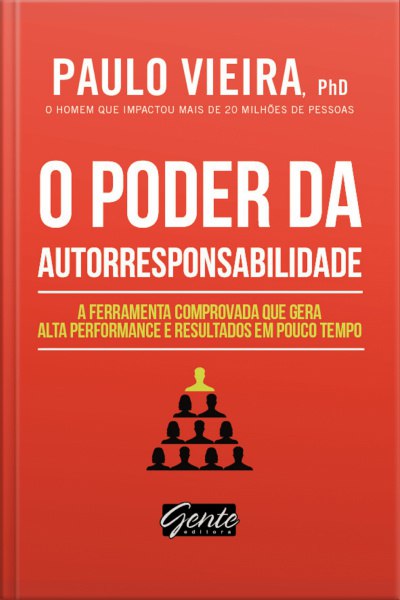 PAULO VIEIRA, PhD
O HOMEM QUE IMPACTOU MAIS DE 20 MILHÕES DE PESSOAS
O PODER DA
AUTORRESPONSABILIDADE
A FERRAMENTA COMPROVADA QUE GERA
ALTA PERFORMANCE E RESULTADOS EM POUCO TEMPO
Gente
editora